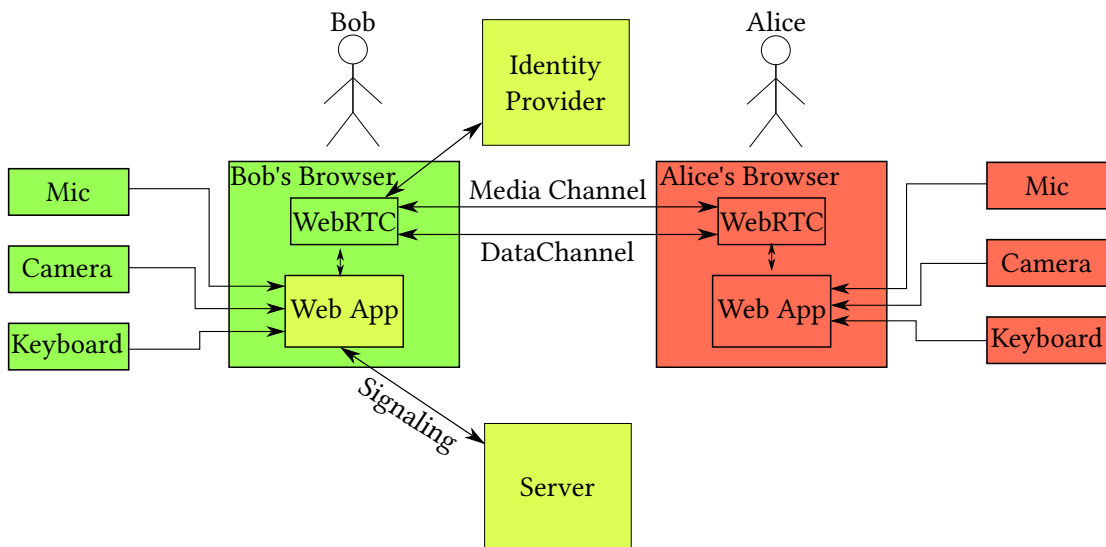 Bob
Alice
Identity
Provider
Bob's Browser
Alice's Browser
Mic
Media Channel
Mic
WebRTC
WebRTC
DataChannel
Camera
Camera
Web App
Web App
Keyboard
Keyboard
Signaling
Server